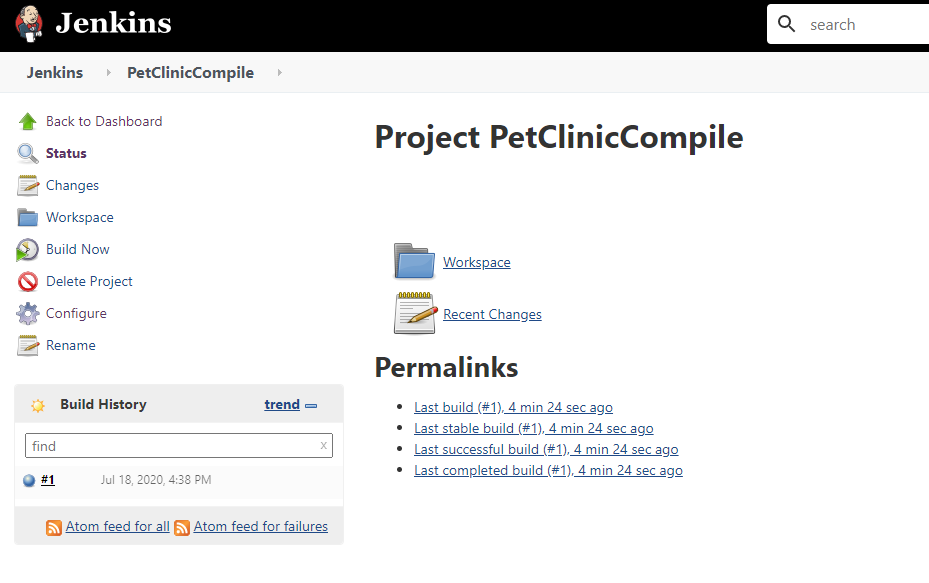 Jenkins
search
Jenkins
PetClinicCompile
Back to Dashboard
Status
Changes
Workspace
Build Now
Delete Project
Configure
Rename
Build History
trend
find
x
#1
Jul 18, 2020, 4:38 PM
Atom feed for all
Atom feed for failures
Project PetClinicCompile
Workspace
Recent Changes
Permalinks
Last build (#1), 4 min 24 sec ago
Last stable build (#1), 4 min 24 sec ago
Last successful build (#1), 4 min 24 sec ago
Last completed build (#1), 4 min 24 sec ago